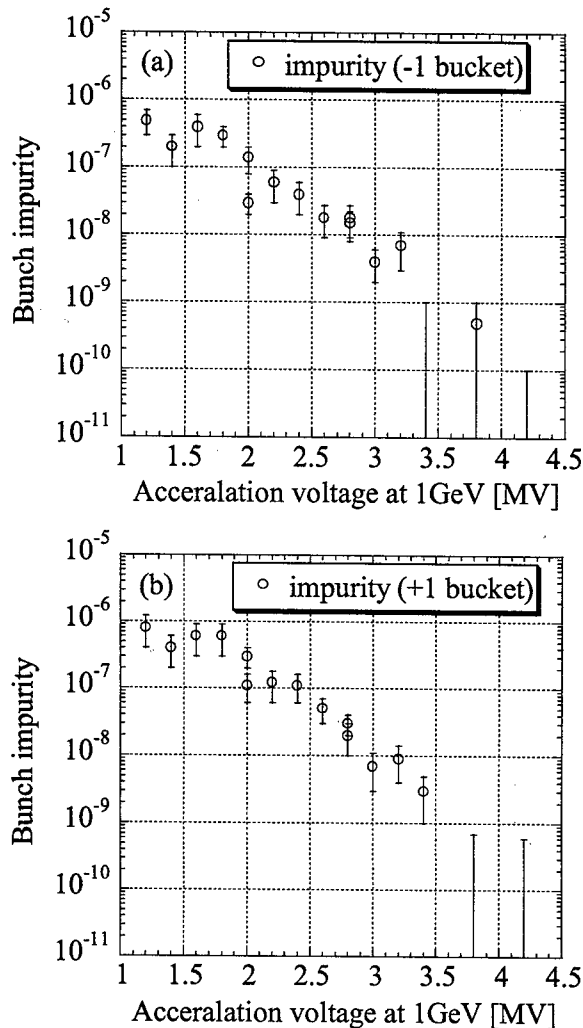 10-5
(a)
impurity (-1 bucket)
10-6
10-7
10-8
10-9
10-10
10-11
Bunch impurity
1 1.5 2 2.5 3 3.5 4 4.5
Acceralation voltage at 1GeV [MV]
10-5
(b)
impurity (+1 bucket)
10-6
10-7
10-8
10-9
10-10
10-11
Bunch impurity
1 1.5 2 2.5 3 3.5 4 4.5
Acceralation voltage at 1GeV [MV]